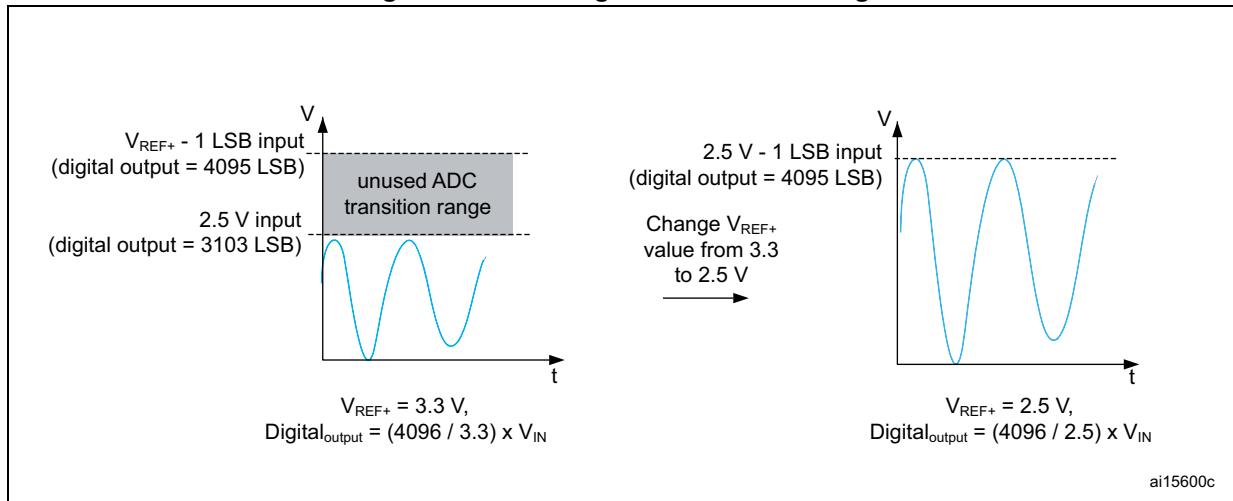 V
V_REF+ - 1 LSB input
(digital output = 4095 LSB)
unused ADC
transition range
2.5 V input
(digital output = 3103 LSB)
t
V_REF+ = 3.3 V,
Digital_output = (4096 / 3.3) x V_IN
Change V_REF+
value from 3.3
to 2.5 V
V
2.5 V - 1 LSB input
(digital output = 4095 LSB)
t
V_REF+ = 2.5 V,
Digital_output = (4096 / 2.5) x V_IN
ai15600c